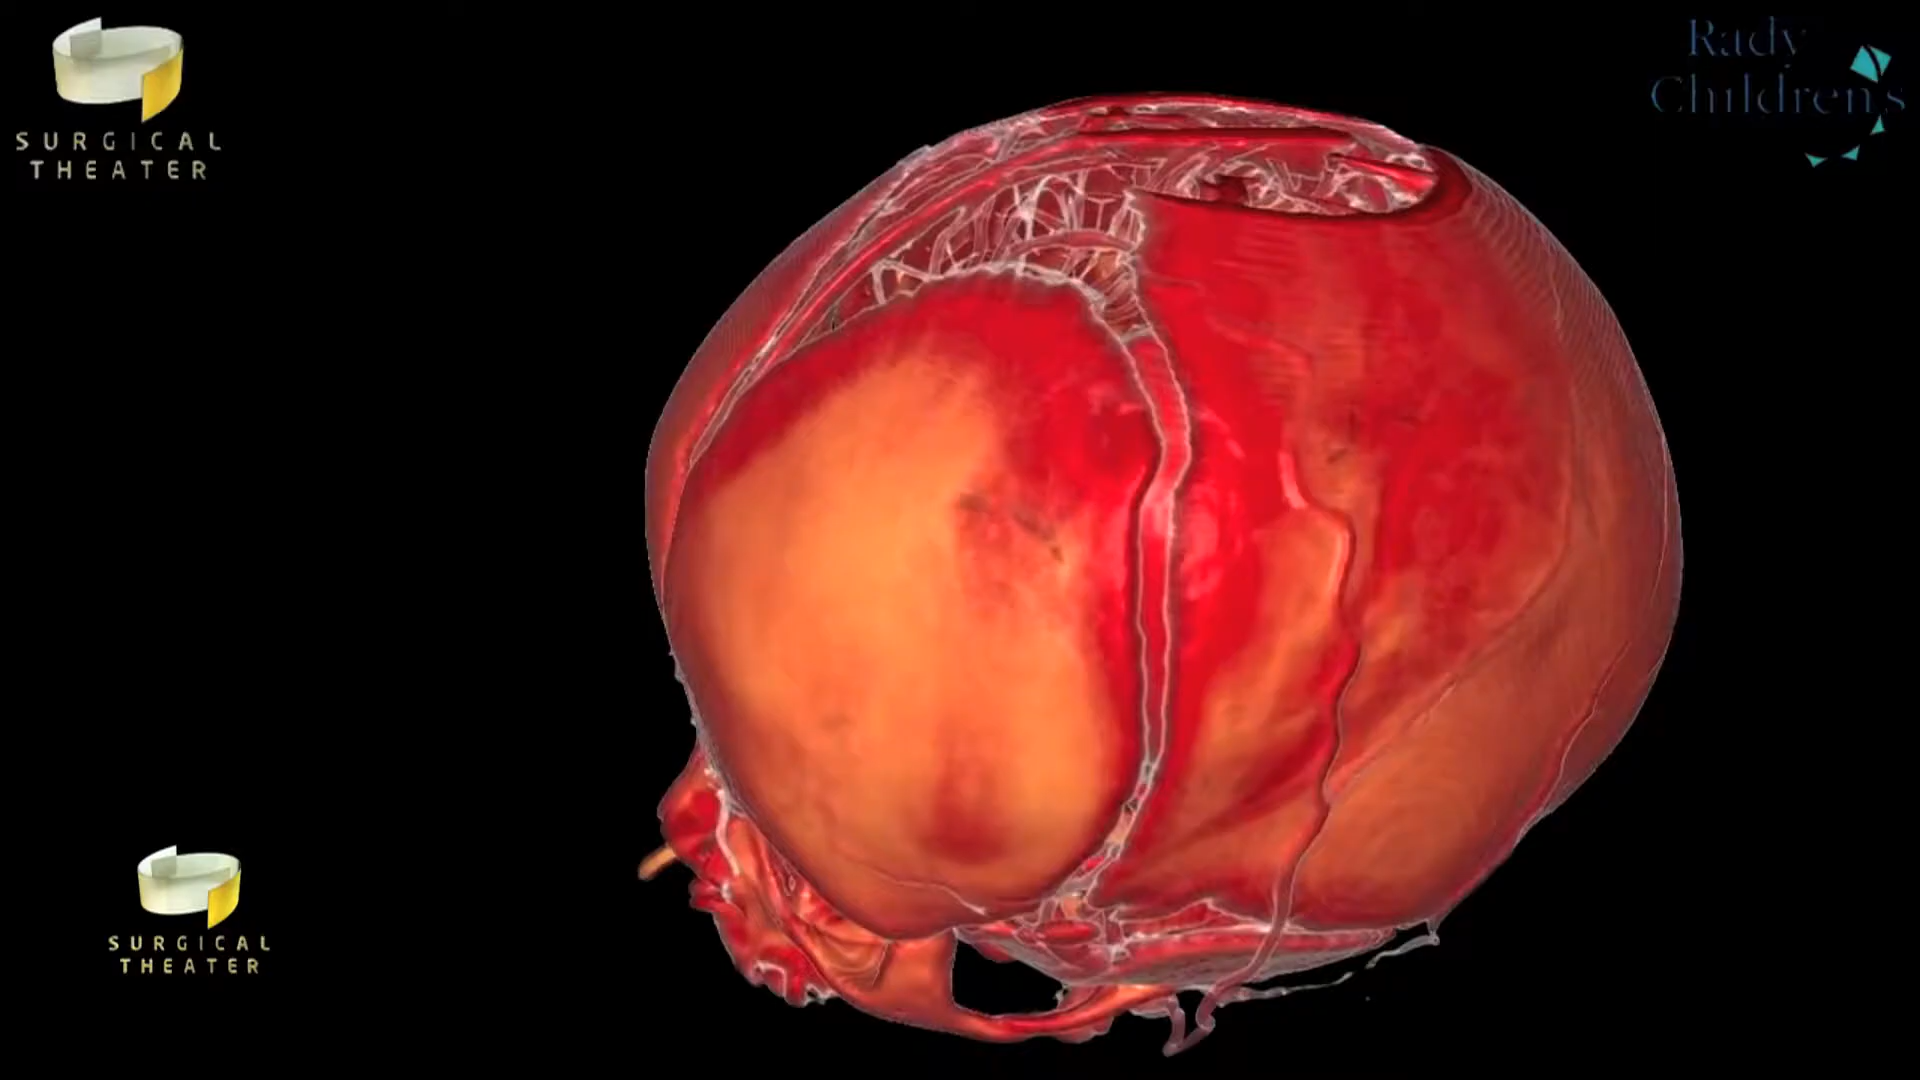 SURGICAL
THEATER
Rady
Children's
SURGICAL
THEATER